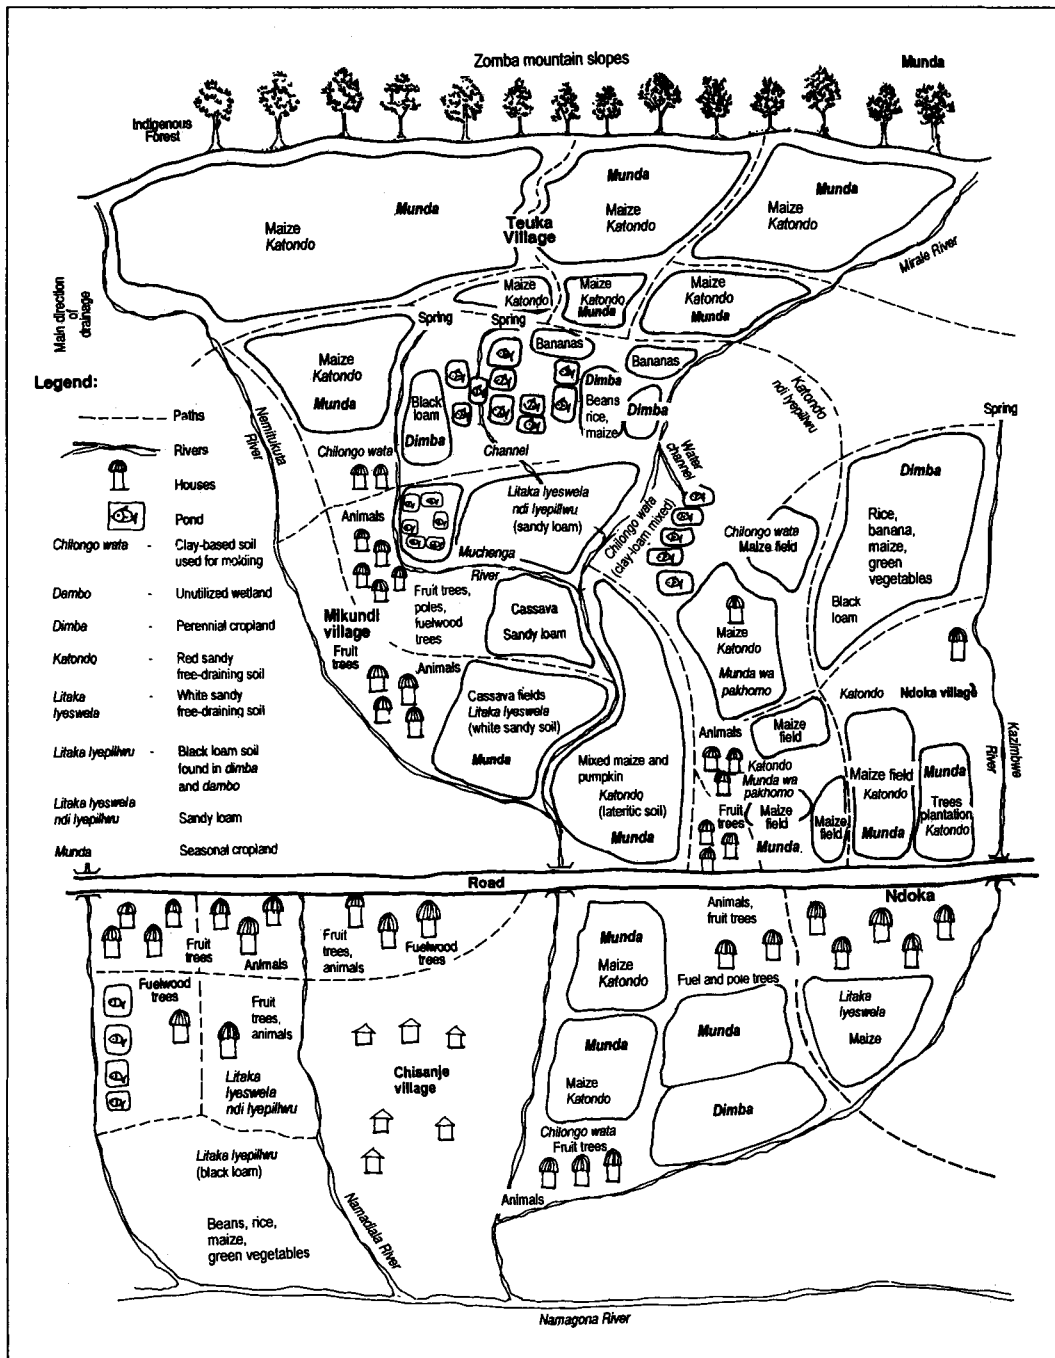 Zomba mountain slopes
Munda
Indigenous
Forest
Munda
Maize
Katondo
Munda
Maize
Katondo
Munda
Maize
Katondo
Teuka
Village
Mirale River
Main direction
of
drainage
Maize
Katondo
Maize
Katondo
Munda
Maize
Katondo
Munda
Spring
Spring
Bananas
Bananas
Maize
Katondo
Munda
Black
loam
Dimba
Dimba
Beans
rice,
maize
Dimba
Katondo
ndi lyepilwu
Spring
Legend:
Paths
Rivers
Houses
Pond
Chilongo wata - Clay-based soil
used for molding
Dambo - Unutilized wetland
Dimba - Perennial cropland
Katondo - Red sandy
free-draining soil
Litaka
lyeswela - White sandy
free-draining soil
Litaka lyepillwu - Black loam soil
found in dimba
and dambo
Litaka lyeswela
ndi lyepillwu Sandy loam
Munda - Seasonal cropland
Nemitukuta
River
Chilongo wata
Channel
Water
channel
Dimba
Rice,
banana,
maize,
green
vegetables
Black
loam
Animals
Litaka lyeswela
ndi lyepillwu
(sandy loam)
Chilongo wata
(clay-loam mixed)
Chilongo wata
Maize field
Muchenga
River
Fruit trees,
poles,
fuelwood
trees
Cassava
Sandy loam
Mikundi
village
Fruit
trees
Animals
Maize
Katondo
Munda wa
pakhomo
Cassava fields
Litaka lyeswela
(white sandy soil)
Munda
Katondo
Ndoka village
Kazimbwe
River
Animals
Maize
field
Mixed maize and
pumpkin
Katondo
(lateritic soil)
Munda
Katondo
Munda wa
pakhomo
Fruit
trees
Maize
field
Munda.
Maize
field
Maize field
Katondo
Munda
Munda
Trees
plantation
Katondo
Road
Ndoka
Fruit
trees
Animals
Fruit
trees,
animals
Fuelwood
trees
Munda
Maize
Katondo
Animals,
fruit trees
Fuel and pole trees
Fuelwood
trees
Fruit
trees,
animals
Litaka
lyeswela
ndi lyepillwu
Chisanje
village
Munda
Maize
Katondo
Munda
Dimba
Litaka
lyeswela
Maize
Litaka lyepillwu
(black loam)
Chilongo wata
Fruit trees
Animals
Beans, rice,
maize,
green vegetables
Namadiala River
Namagona River